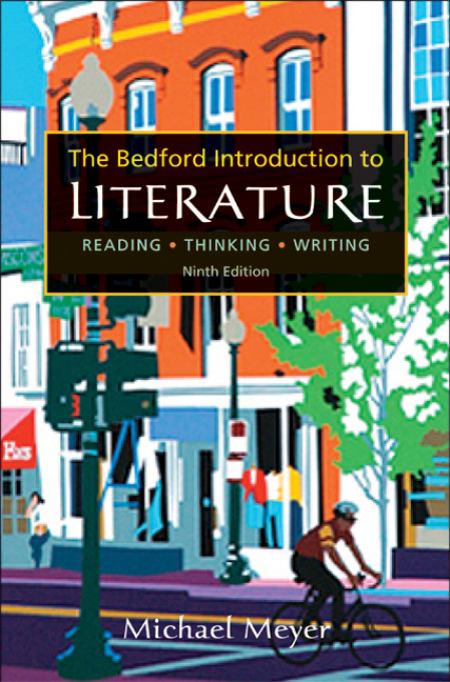 The Bedford Introduction to
LITERATURE
READING • THINKING • WRITING
Ninth Edition
Michael Meyer